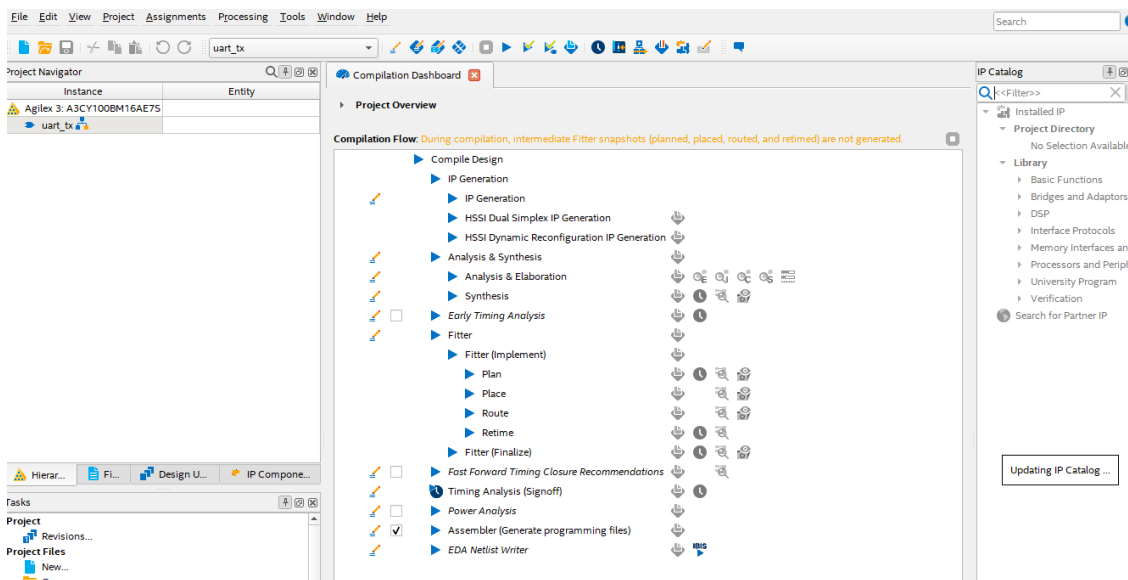 File Edit View Project Assignments Processing Tools Window Help
Search
uart_tx
Project Navigator
Instance Entity
Agilex 3: A3CY100BM16AE7S
uart_tx
Hierar... Fi... Design U... IP Compone...
Tasks
Project
Revisions...
Project Files
New...
Compilation Dashboard
Project Overview
Compilation Flow: During compilation, intermediate Fitter snapshots (planned, placed, routed, and retimed) are not generated.
Compile Design
IP Generation
IP Generation
HSSI Dual Simplex IP Generation
HSSI Dynamic Reconfiguration IP Generation
Analysis & Synthesis
Analysis & Elaboration
Synthesis
Early Timing Analysis
Fitter
Fitter (Implement)
Plan
Place
Route
Retime
Fitter (Finalize)
Fast Forward Timing Closure Recommendations
Timing Analysis (Signoff)
Power Analysis
Assembler (Generate programming files)
EDA Netlist Writer
IBIS
IP Catalog
<<Filter>>
Installed IP
Project Directory
No Selection Available
Library
Basic Functions
Bridges and Adaptors
DSP
Interface Protocols
Memory Interfaces an
Processors and Periph
University Program
Verification
Search for Partner IP
Updating IP Catalog ...